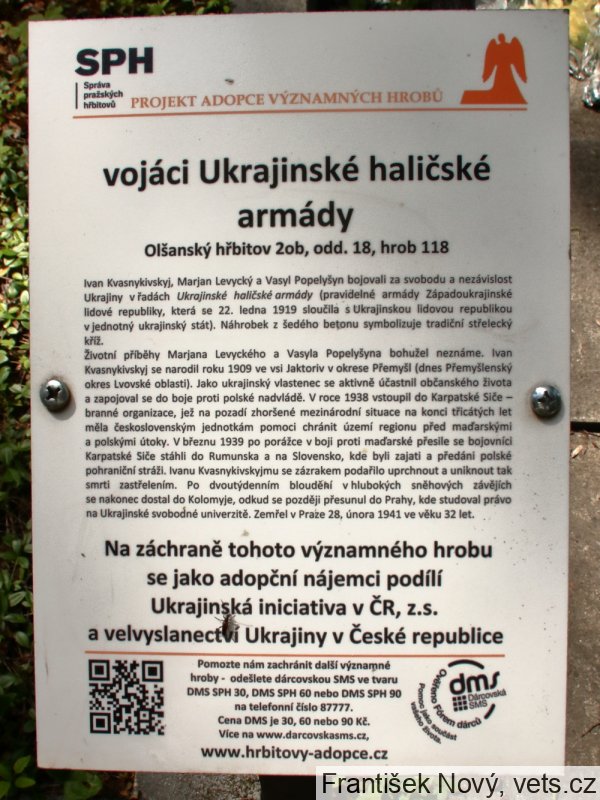 SPH
Správa
pražských
hřbitovů
PROJEKT ADOPCE VÝZNAMNÝCH HROBŮ
vojáci Ukrajinské haličské
armády
Olšanský hřbitov 2ob, odd. 18, hrob 118
Ivan Kvasnykivskyj, Marjan Levycký a Vasyl Popelyšyn bojovali za svobodu a nezávislost
Ukrajiny v řadách Ukrajinské haličské armády (pravidelné armády Západoukrajinské
lidové republiky, která se 22. ledna 1919 sloučila s Ukrajinskou lidovou republikou
v jednotný ukrajinský stát). Náhrobek z šedého betonu symbolizuje tradiční střelecký
kříž.
Životní příběhy Marjana Levyckého a Vasyla Popelyšyna bohužel neznáme. Ivan
Kvasnykivskyj se narodil roku 1909 ve vsi Jaktoriv v okrese Přemyšl (dnes Přemyšlenský
okres Lvovské oblasti). Jako ukrajinský vlastenec se aktivně účastnil občanského života
a zapojoval se do boje proti polské nadvládě. V roce 1938 vstoupil do Karpatské Siče –
branné organizace, jež na pozadí zhoršené mezinárodní situace na konci třicátých let
měla československým jednotkám pomoci chránit území regionu před maďarskými
a polskými útoky. V březnu 1939 po porážce v boji proti maďarské přesile se bojovníci
Karpatské Siče stáhli do Rumunska a na Slovensko, kde byli zajati a předáni polské
pohraniční stráži. Ivanu Kvasnykivskyjmu se zázrakem podařilo uprchnout a uniknout tak
smrti zastřelením. Po dvoutýdenním bloudění v hlubokých sněhových závějích
se nakonec dostal do Kolomyje, odkud se později přesunul do Prahy, kde studoval právo
na Ukrajinské svobodné univerzitě. Zemřel v Praze 28, února 1941 ve věku 32 let.
Na záchraně tohoto významného hrobu
se jako adopční nájemci podílí
Ukrajinská iniciativa v ČR, z.s.
a velvyslanectví Ukrajiny v České republice
Pomozte nám zachránit další významné
hroby - odešlete dárcovskou SMS ve tvaru
DMS SPH 30, DMS SPH 60 nebo DMS SPH 90
na telefonní číslo 87777.
Cena DMS je 30, 60 nebo 90 Kč.
Více na www.darcovskasms.cz,
www.hrbitovy-adopce.cz
Ověřeno Fórem dárců
Pomoc jako součást
vašeho života.
dms
Dárcovská
SMS
František Nový, vets.cz